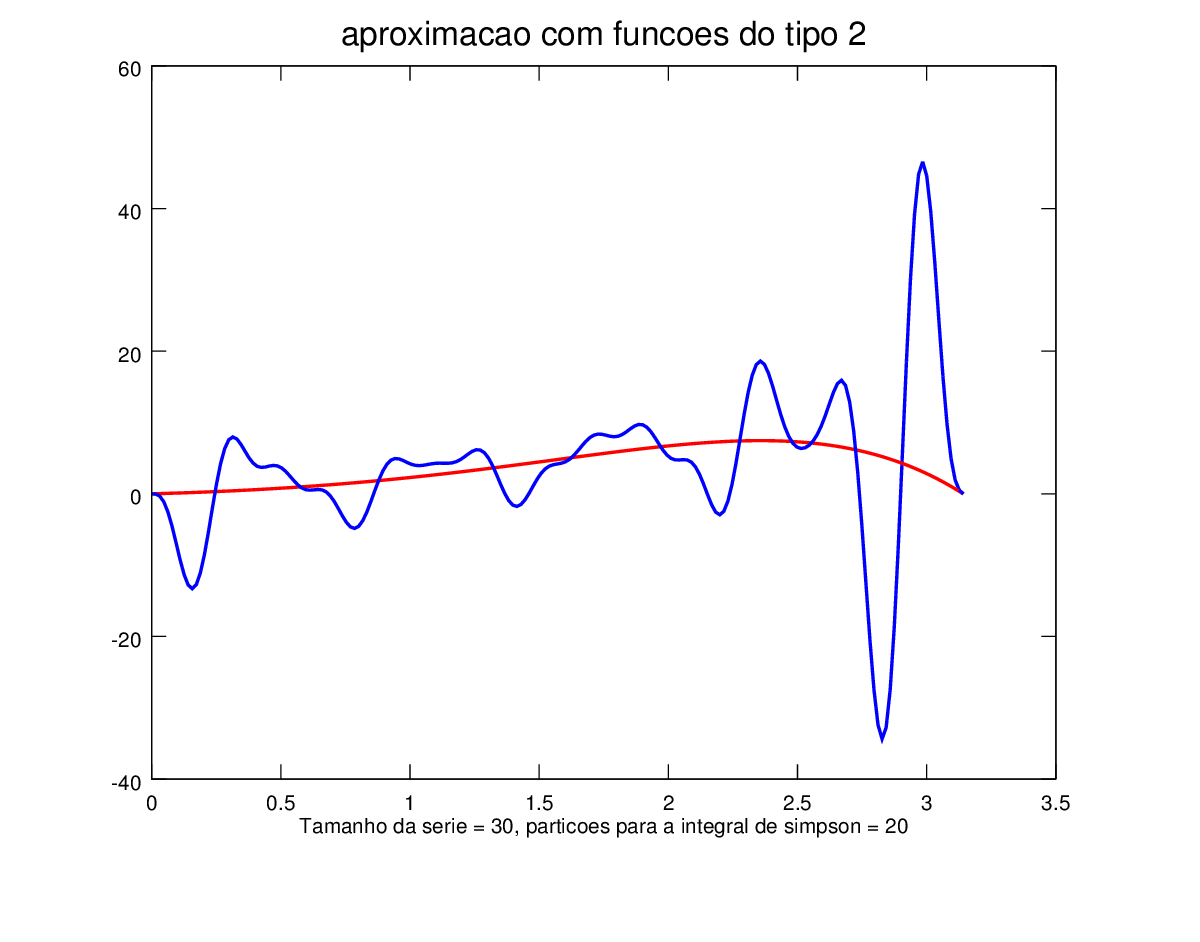 aproximacao com funcoes do tipo 2
60
40
20
0
-20
-40
0 0.5 1 1.5 2 2.5 3 3.5
Tamanho da serie = 30, particoes para a integral de simpson = 20